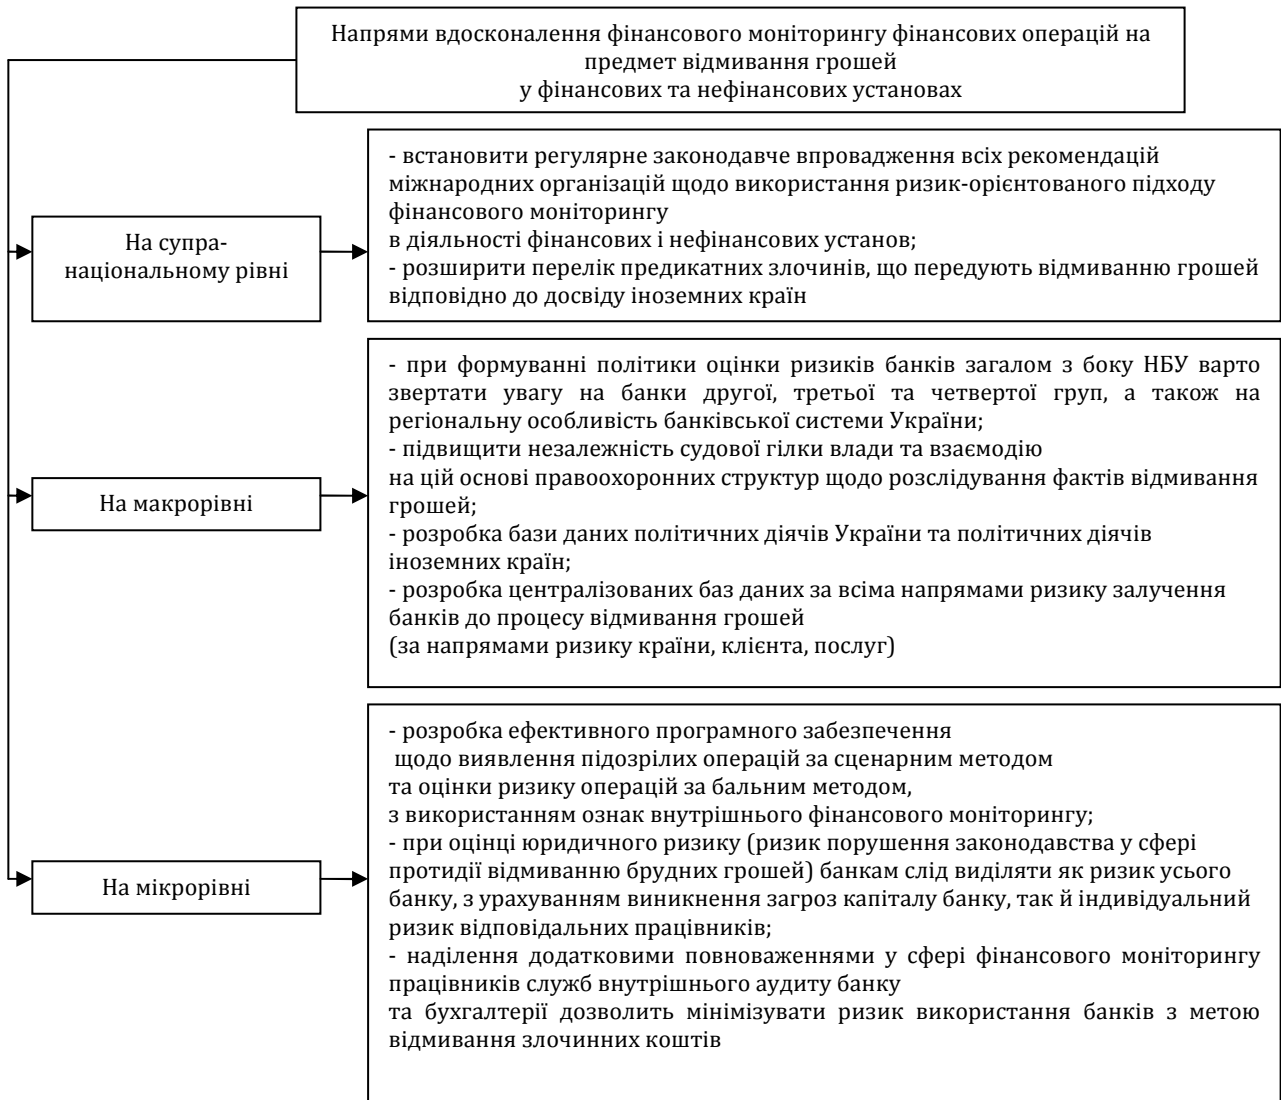 Напрями вдосконалення фінансового моніторингу фінансових операцій на
предмет відмивання грошей
у фінансових та нефінансових установах
На супра-
національному рівні
- встановити регулярне законодавче впровадження всіх рекомендацій
міжнародних організацій щодо використання ризик-орієнтованого підходу
фінансового моніторингу
в діяльності фінансових і нефінансових установ;
- розширити перелік предикатних злочинів, що передують відмиванню грошей
відповідно до досвіду іноземних країн
На макрорівні
- при формуванні політики оцінки ризиків банків загалом з боку НБУ варто
звертати увагу на банки другої, третьої та четвертої груп, а також на
регіональну особливість банківської системи України;
- підвищити незалежність судової гілки влади та взаємодію
на цій основі правоохоронних структур щодо розслідування фактів відмивання
грошей;
- розробка бази даних політичних діячів України та політичних діячів
іноземних країн;
- розробка централізованих баз даних за всіма напрямами ризику залучення
банків до процесу відмивання грошей
(за напрямами ризику країни, клієнта, послуг)
На мікрорівні
- розробка ефективного програмного забезпечення
щодо виявлення підозрілих операцій за сценарним методом
та оцінки ризику операцій за бальним методом,
з використанням ознак внутрішнього фінансового моніторингу;
- при оцінці юридичного ризику (ризик порушення законодавства у сфері
протидії відмиванню брудних грошей) банкам слід виділяти як ризик усього
банку, з урахуванням виникнення загроз капіталу банку, так й індивідуальний
ризик відповідальних працівників;
- наділення додатковими повноваженнями у сфері фінансового моніторингу
працівників служб внутрішнього аудиту банку
та бухгалтерії дозволить мінімізувати ризик використання банків з метою
відмивання злочинних коштів